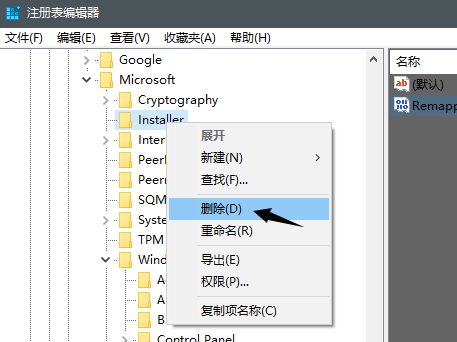 注册表编辑器
文件(F) 编辑(E) 查看(V) 收藏夹(A) 帮助(H)
Google
Microsoft
Cryptography
Installer
Inter
Peer
SQM
Syste
TPM
Wind
A
A
B
Control Panel
展开
新建(N)
查找(F)...
删除(D)
重命名(R)
导出(E)
权限(P)...
复制项名称(C)
名称
ab
(默认)
Remapp